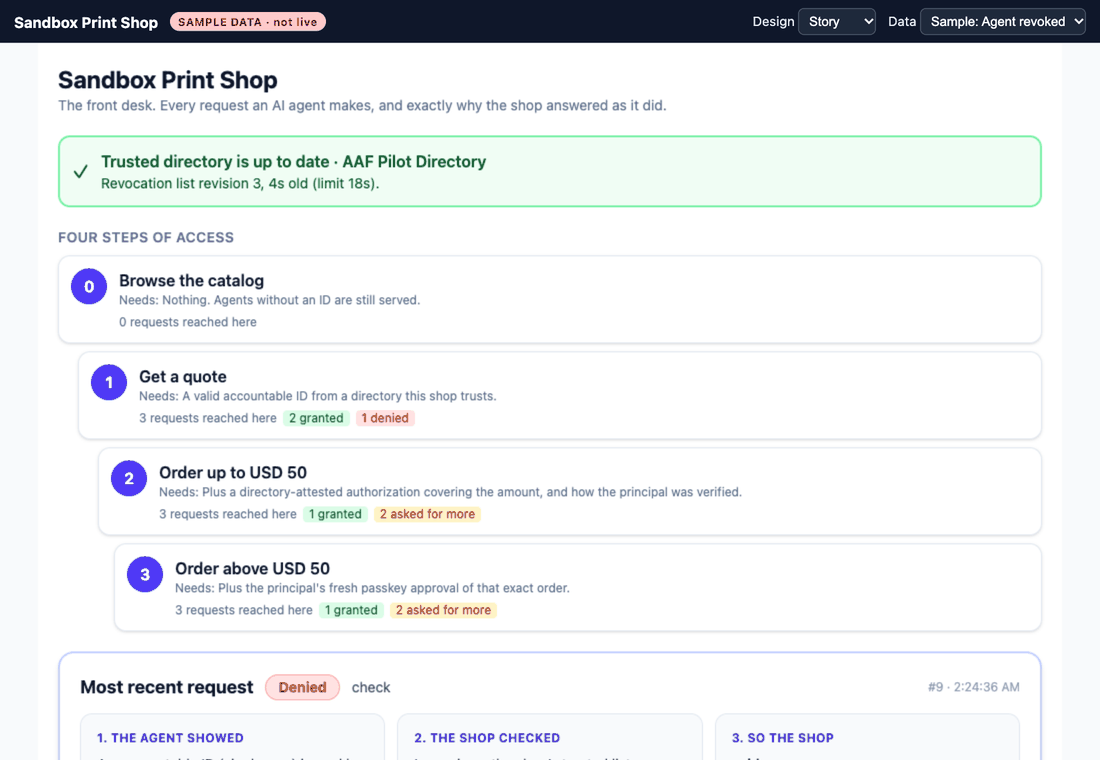 Sandbox Print Shop SAMPLE DATA · not live Design Story Data Sample: Agent revoked
Sandbox Print Shop
The front desk. Every request an AI agent makes, and exactly why the shop answered as it did.
Trusted directory is up to date · AAF Pilot Directory
Revocation list revision 3, 4s old (limit 18s).
FOUR STEPS OF ACCESS
0 Browse the catalog
Needs: Nothing. Agents without an ID are still served.
0 requests reached here
1 Get a quote
Needs: A valid accountable ID from a directory this shop trusts.
3 requests reached here 2 granted 1 denied
2 Order up to USD 50
Needs: Plus a directory-attested authorization covering the amount, and how the principal was verified.
3 requests reached here 1 granted 2 asked for more
3 Order above USD 50
Needs: Plus the principal's fresh passkey approval of that exact order.
3 requests reached here 1 granted 2 asked for more
Most recent request Denied check #9 · 2:24:36 AM
1. THE AGENT SHOWED 2. THE SHOP CHECKED 3. SO THE SHOP